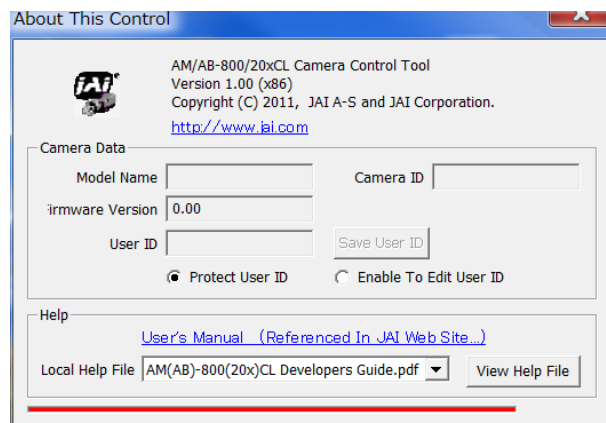 About This Control
JAI
AM/AB-800/20xCL Camera Control Tool
Version 1.00 (x86)
Copyright (C) 2011, JAI A-S and JAI Corporation.
http://www.jai.com
Camera Data
Model Name
Camera ID
Firmware Version 0.00
User ID
Save User ID
Protect User ID
Enable To Edit User ID
Help
User's Manual (Referenced In JAI Web Site...)
Local Help File AM(AB)-800(20x)CL Developers Guide.pdf
View Help File